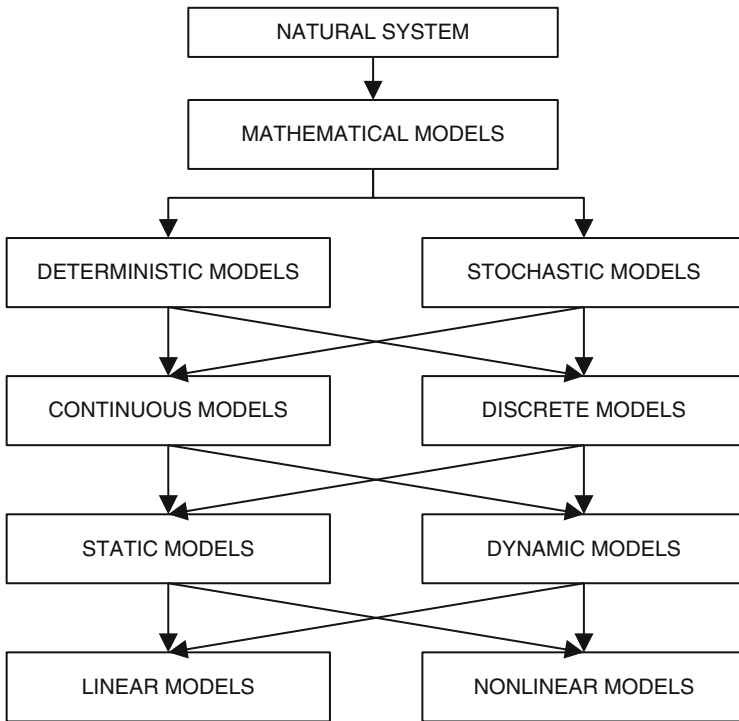 NATURAL SYSTEM
MATHEMATICAL MODELS
DETERMINISTIC MODELS
STOCHASTIC MODELS
CONTINUOUS MODELS
DISCRETE MODELS
STATIC MODELS
DYNAMIC MODELS
LINEAR MODELS
NONLINEAR MODELS